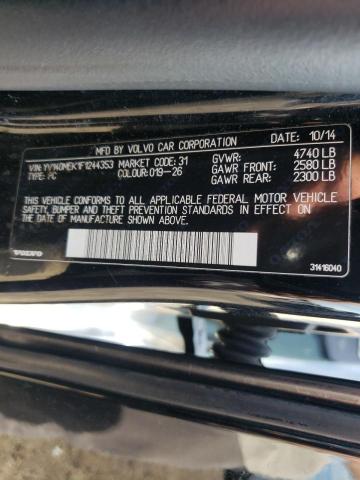 MFD BY VOLVO CAR CORPORATION DATE: 10/14
VIN: YV140MEK1F1244353 MARKET CODE: 31 GVWR: 4740 LB
TYPE: PC COLOUR: 019-26 GAWR FRONT: 2580 LB
GAWR REAR: 2300 LB
THIS VEHICLE CONFORMS TO ALL APPLICABLE FEDERAL MOTOR VEHICLE
SAFETY, BUMPER AND THEFT PREVENTION STANDARDS IN EFFECT ON THE
DATE OF MANUFACTURE SHOWN ABOVE.
VOLVO 31416040